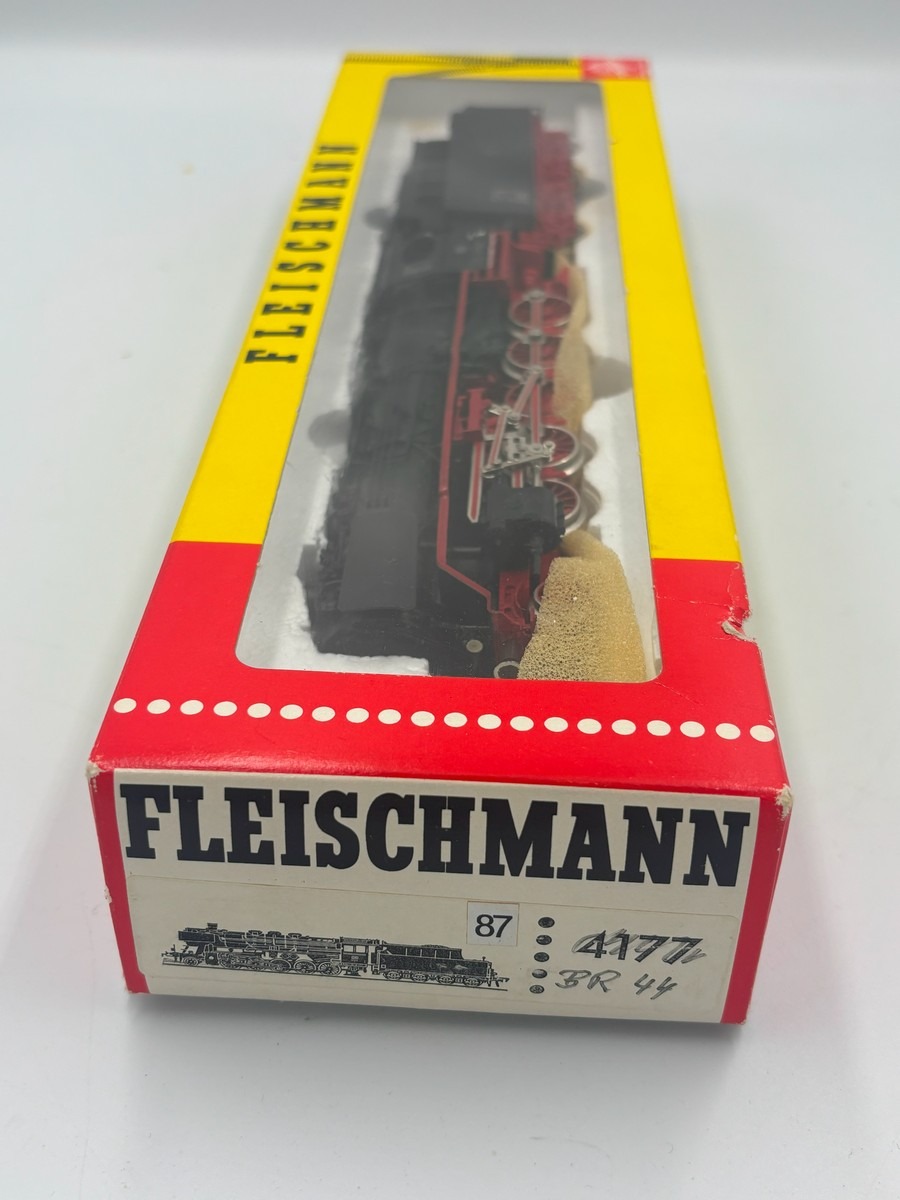 FLEISCHMANN
FLEISCHMANN
87
4177
BR 44